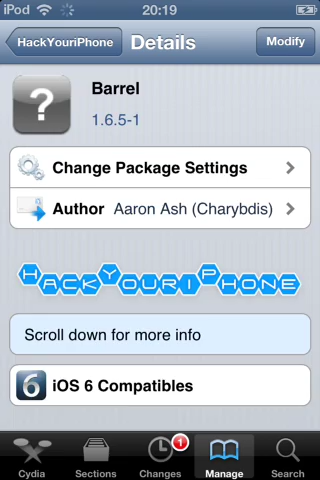 iPod 20:19
HackYouriPhone Details Modify
?
Barrel
1.6.5-1
Change Package Settings
Author Aaron Ash (Charybdis)
HackYouriPhone
Scroll down for more info
6 iOS 6 Compatibles
1
Cydia Sections Changes Manage Search